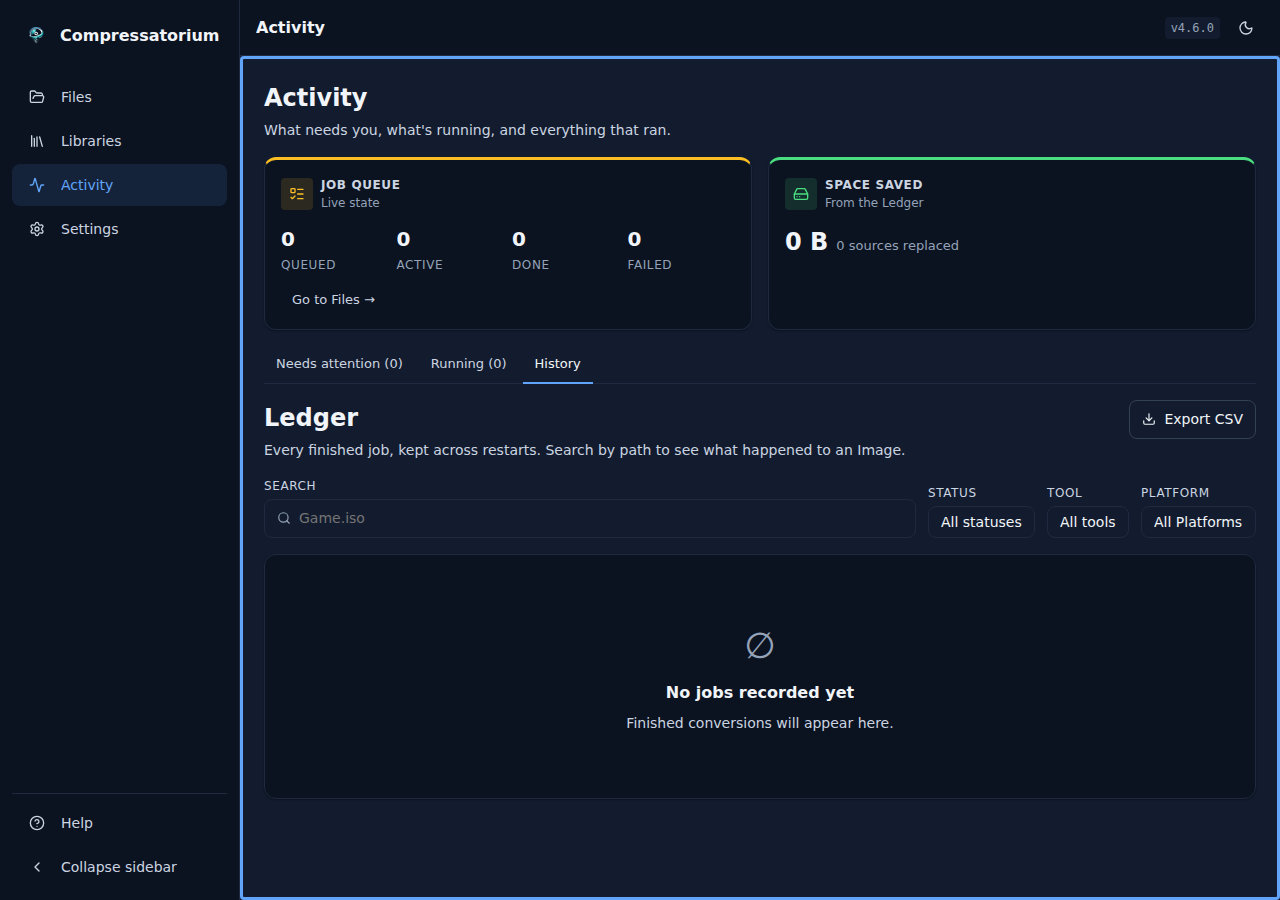 Compressatorium
Activity
v4.6.0
Files
Libraries
Activity
Settings
Help
Collapse sidebar
Activity
What needs you, what's running, and everything that ran.
JOB QUEUE
Live state
0 0 0 0
QUEUED ACTIVE DONE FAILED
Go to Files →
SPACE SAVED
From the Ledger
0 B 0 sources replaced
Needs attention (0) Running (0) History
Ledger
Export CSV
Every finished job, kept across restarts. Search by path to see what happened to an Image.
SEARCH
Game.iso
STATUS
All statuses
TOOL
All tools
PLATFORM
All Platforms
No jobs recorded yet
Finished conversions will appear here.